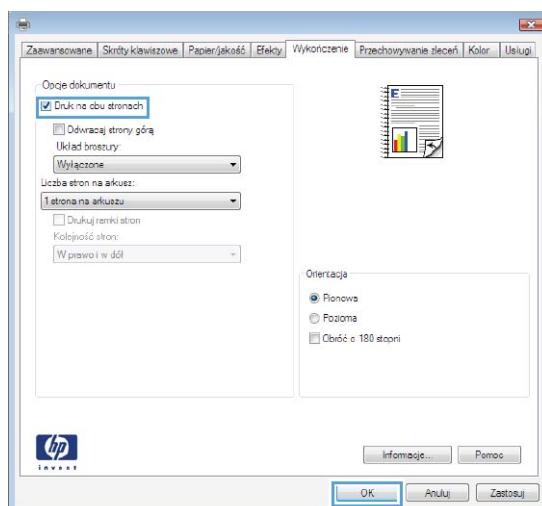 Zaawansowane Skróty klawiszowe Papier/jakość Efekty Wykończenie Przechowywanie zleceń Kolor Usługi
Opcje dokumentu
Druk na obu stronach
Odwracaj strony górą
Układ broszury:
Wyłączone
Liczba stron na arkusz:
1 strona na arkuszu
Drukuj ramki stron
Kolejność stron:
W prawo i w dół
E
Orientacja
Pionowa
Pozioma
Obróć o 180 stopni
hp
invent
Informacje... Pomoc
OK Anuluj Zastosuj